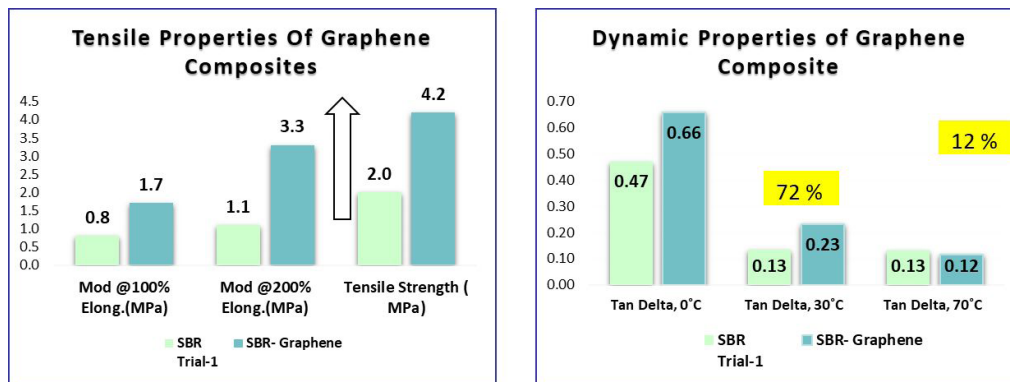 Tensile Properties Of Graphene
Composites
4.5
4.0
3.5
3.0
2.5
2.0
1.5
1.0
0.5
0.0
0.8
1.7
1.1
3.3
2.0
4.2
Mod @100%
Elong.(MPa)
Mod @200%
Elong.(MPa)
Tensile Strength (
MPa)
SBR
Trial-1
SBR- Graphene
Dynamic Properties of Graphene
Composite
0.70
0.60
0.50
0.40
0.30
0.20
0.10
0.00
0.47
0.66
72 %
0.13
0.23
12 %
0.13
0.12
Tan Delta, 0˚C
Tan Delta, 30˚C
Tan Delta, 70˚C
SBR
Trial-1
SBR- Graphene